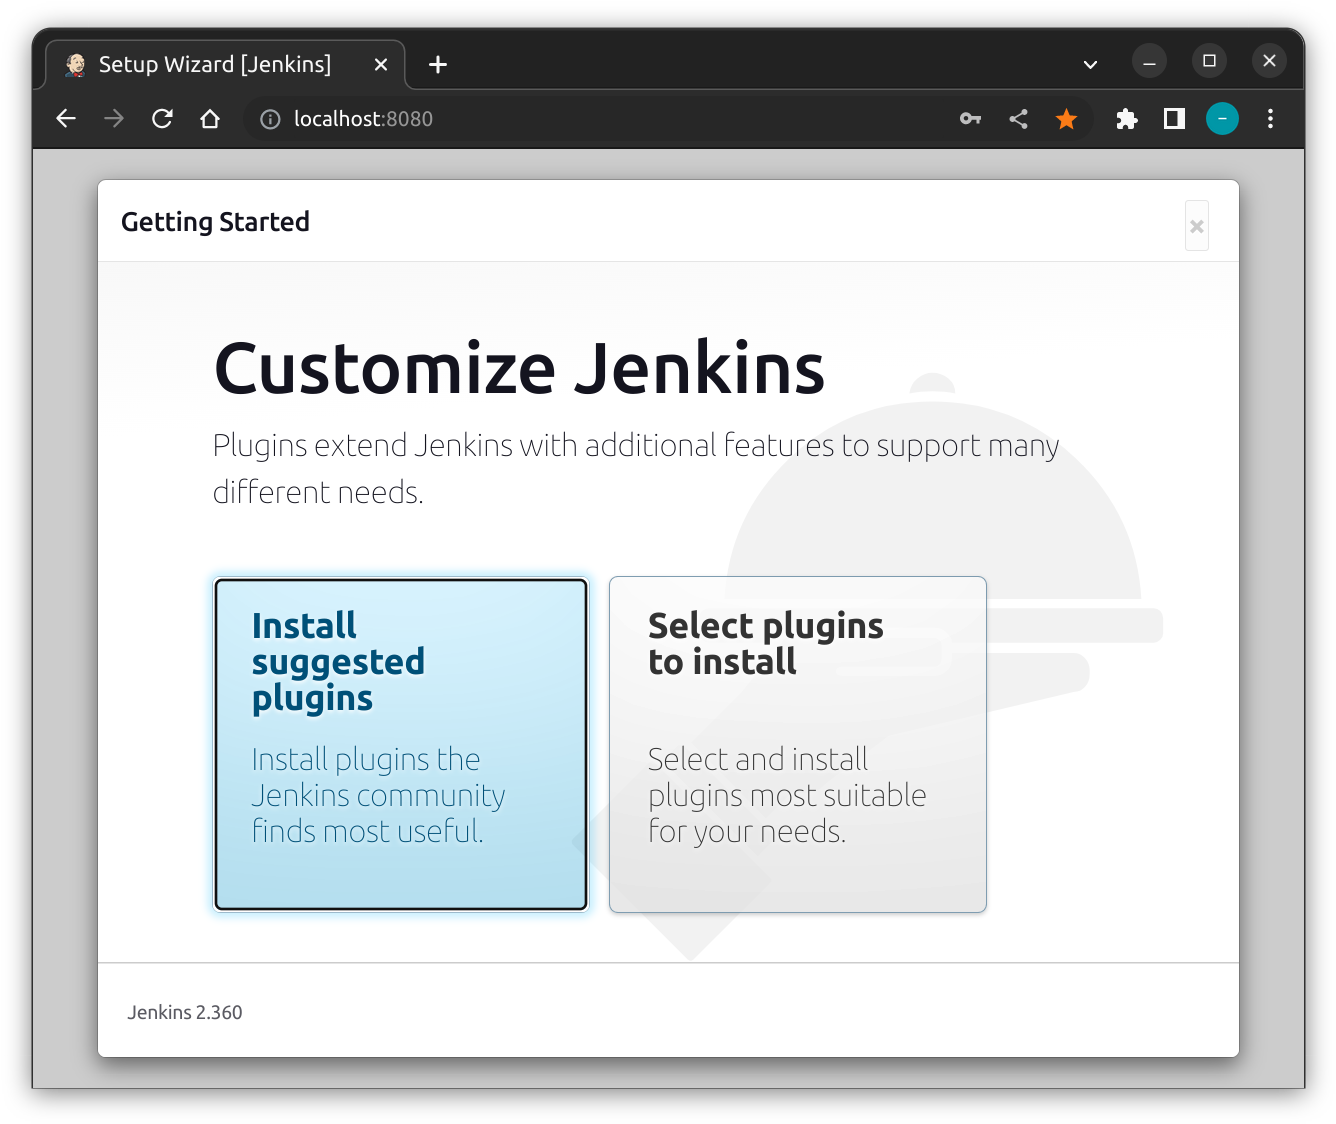 Setup Wizard [Jenkins]
localhost:8080
Getting Started
Customize Jenkins
Plugins extend Jenkins with additional features to support many
different needs.
Install
suggested
plugins
Install plugins the
Jenkins community
finds most useful.
Select plugins
to install
Select and install
plugins most suitable
for your needs.
Jenkins 2.360